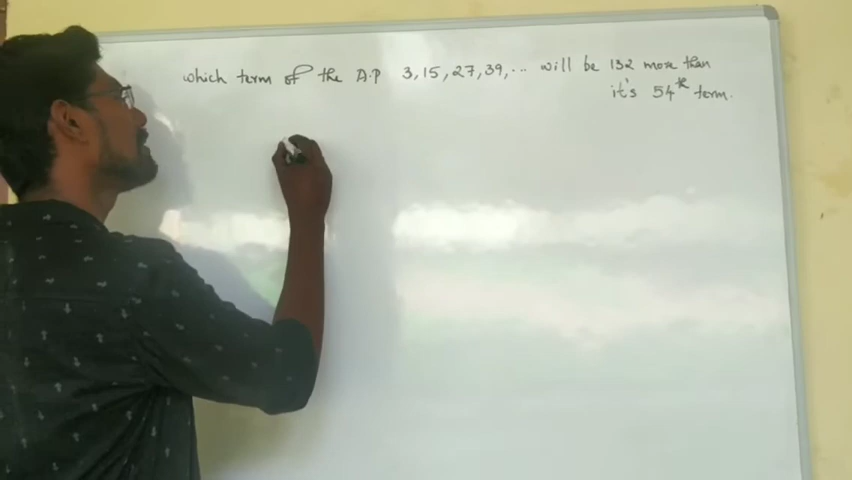 which term of the A.P 3, 15, 27, 39, ... will be 132 more than
it's 54th term.